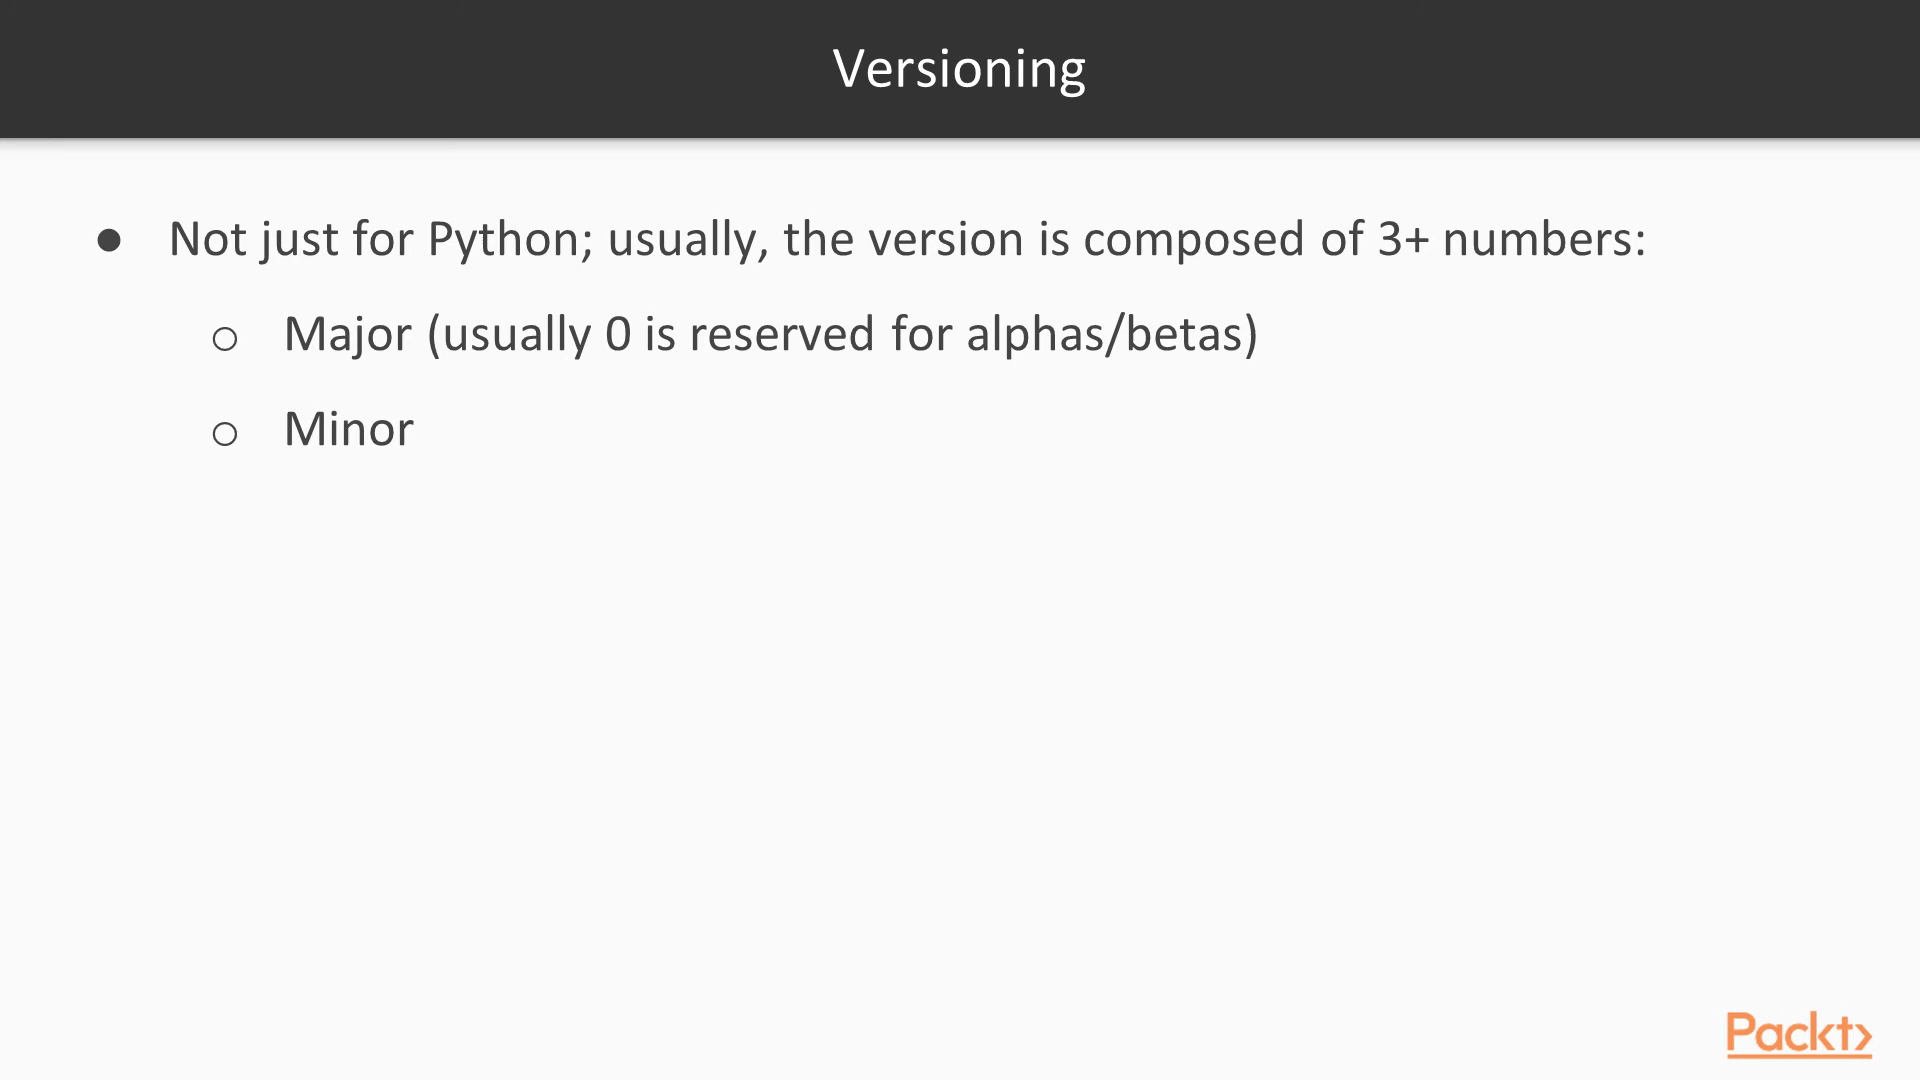 Versioning
● Not just for Python; usually, the version is composed of 3+ numbers:
○ Major (usually 0 is reserved for alphas/betas)
○ Minor
Packt>